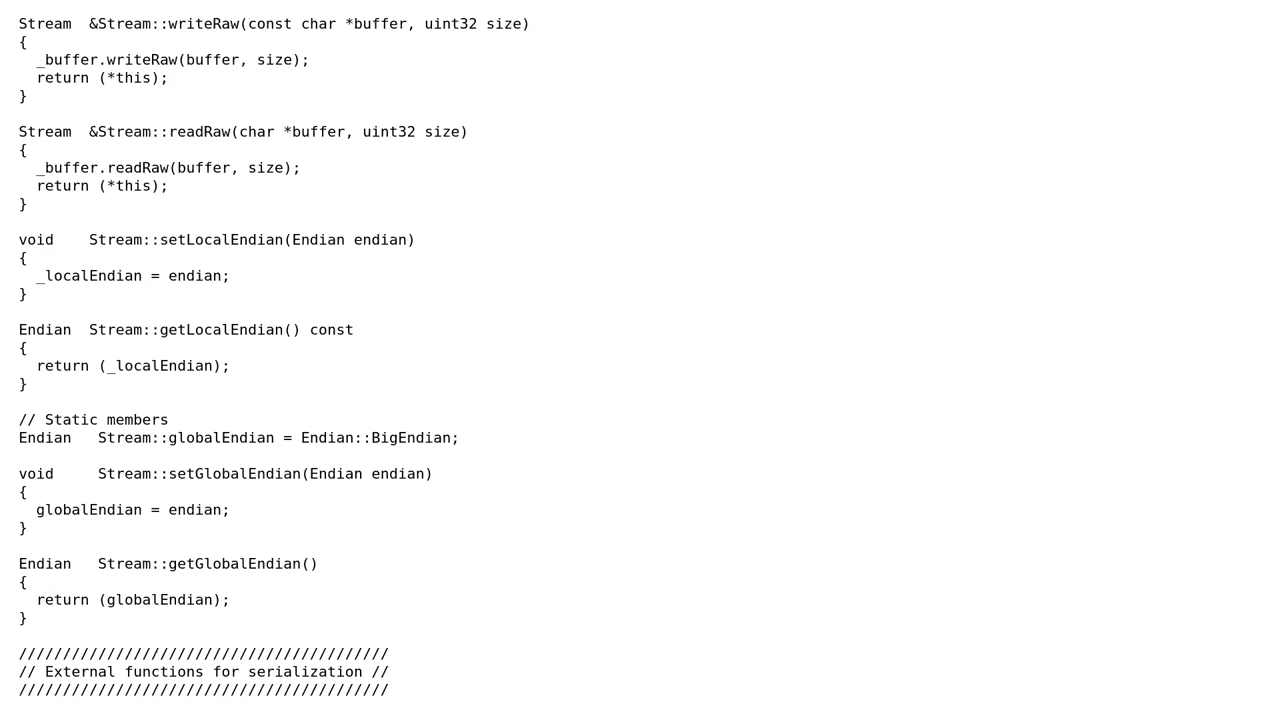 Stream  &Stream::writeRaw(const char *buffer, uint32 size)
{
  _buffer.writeRaw(buffer, size);
  return (*this);
}

Stream  &Stream::readRaw(char *buffer, uint32 size)
{
  _buffer.readRaw(buffer, size);
  return (*this);
}

void    Stream::setLocalEndian(Endian endian)
{
  _localEndian = endian;
}

Endian  Stream::getLocalEndian() const
{
  return (_localEndian);
}

// Static members
Endian   Stream::globalEndian = Endian::BigEndian;

void     Stream::setGlobalEndian(Endian endian)
{
  globalEndian = endian;
}

Endian   Stream::getGlobalEndian()
{
  return (globalEndian);
}

//////////////////////////////////////////
// External functions for serialization //
//////////////////////////////////////////